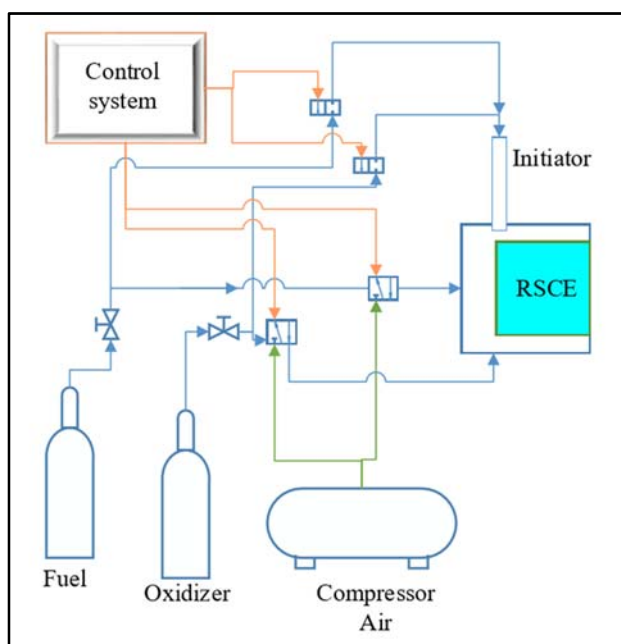 Control
system
Initiator
RSCE
Fuel
Oxidizer
Compressor
Air